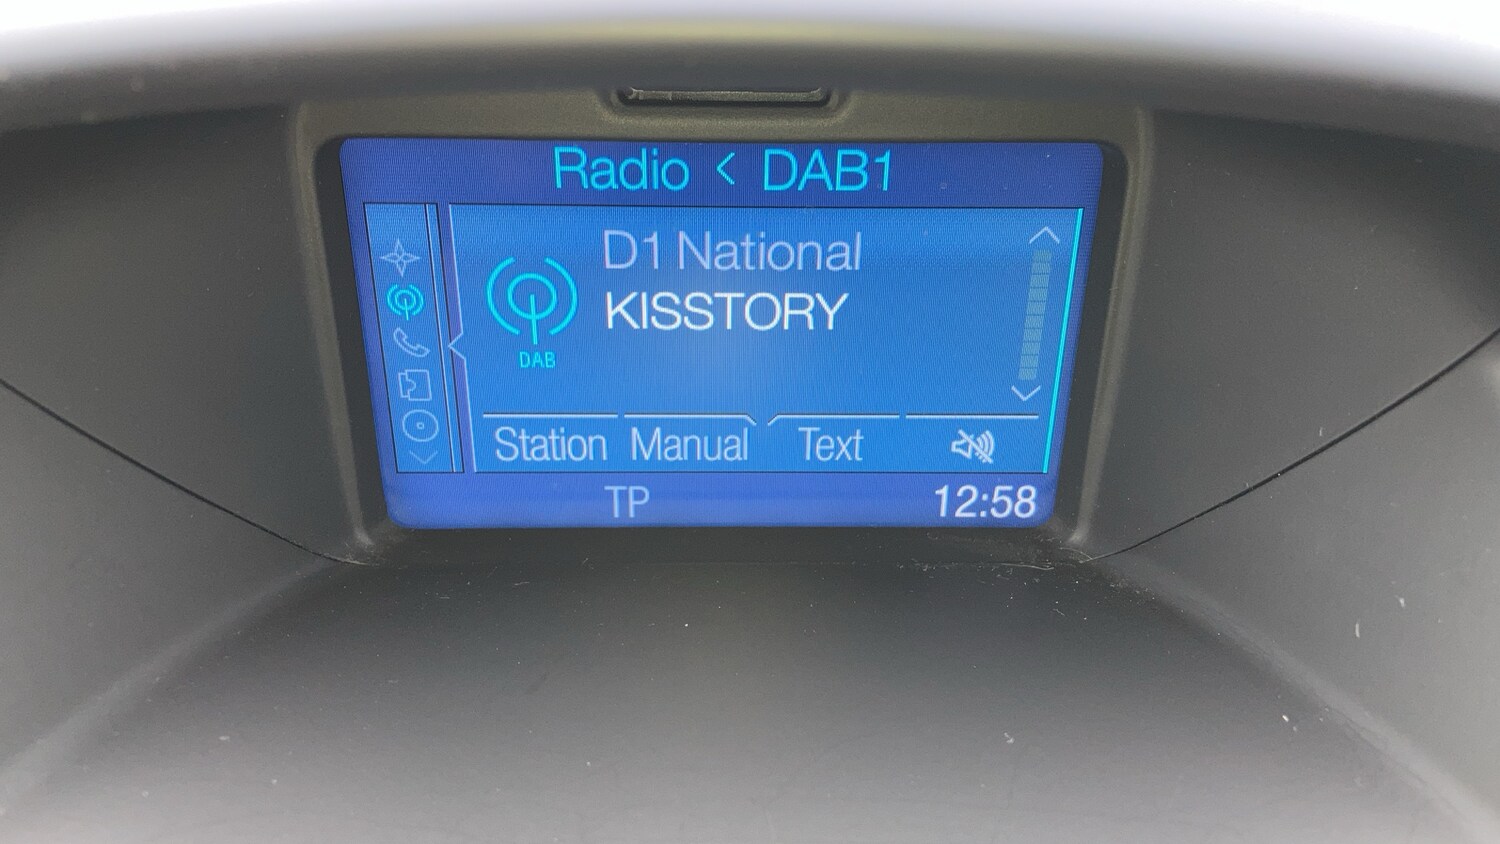 Radio < DAB1
D1 National
KISSTORY
DAB
Station Manual Text
TP 12:58